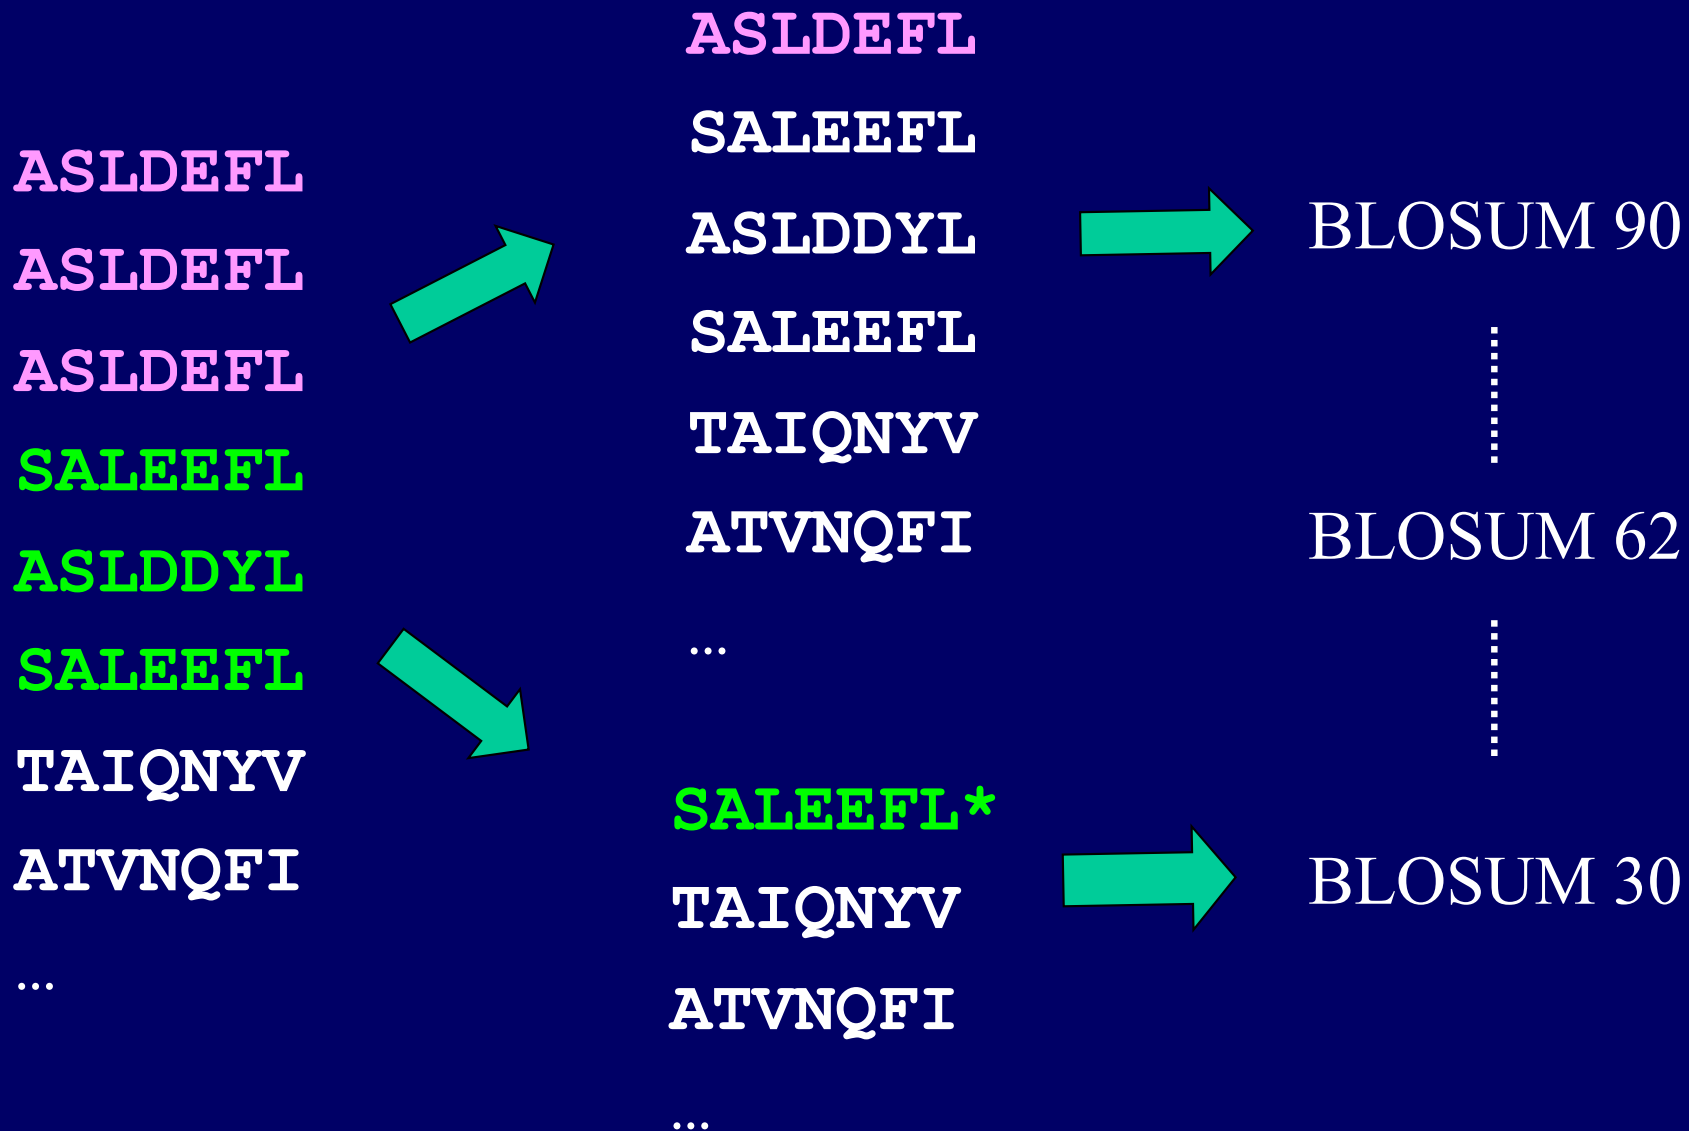 ASLDEFL
ASLDEFL
ASLDEFL
SALEEFL
ASLDDYL
SALEEFL
TAIQNYV
ATVNQFI
...
ASLDEFL
SALEEFL
ASLDDYL
SALEEFL
TAIQNYV
ATVNQFI
...
SALEEFL*
TAIQNYV
ATVNQFI
...
BLOSUM 90
BLOSUM 62
BLOSUM 30